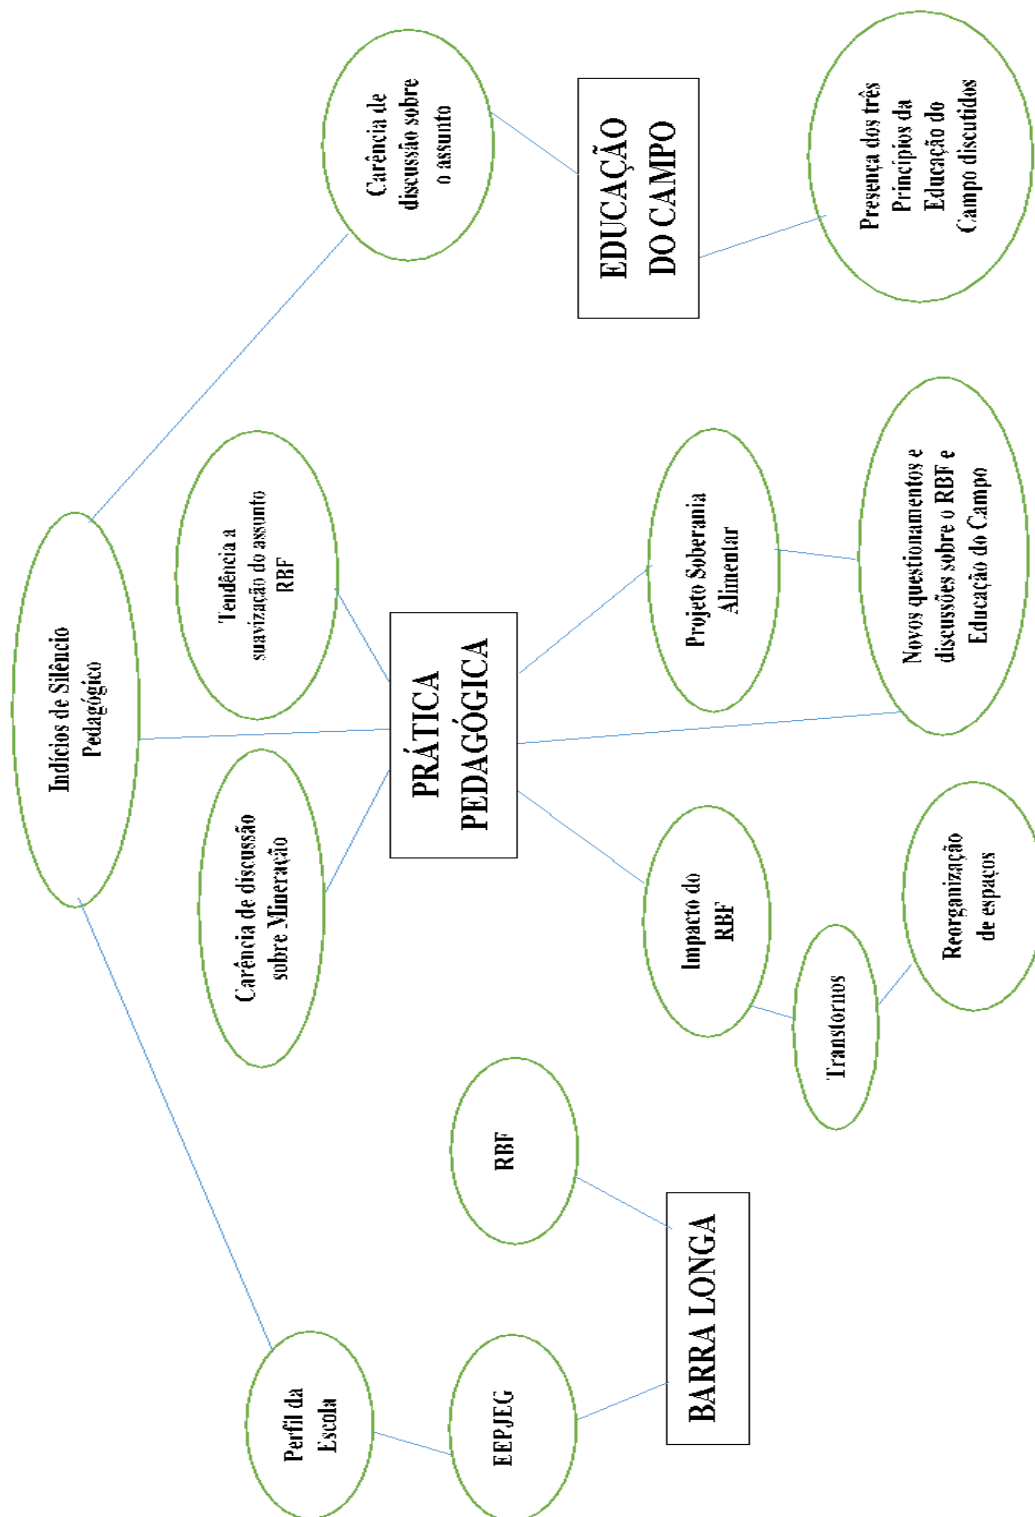 Indícios de Silêncio
Pedagógico
Carência de discussão
sobre Mineração
Tendência a
suavização do assunto
RBF
Perfil da
Escola
Carência de
discussão sobre
o assunto
EEPJEG
RBF
PRÁTICA
PEDAGÓGICA
EDUCAÇÃO
DO CAMPO
BARRA LONGA
Impacto do
RBF
Projeto Soberania
Alimentar
Transtornos
Reorganização
de espaços
Novos questionamentos e
discussões sobre o RBF e
Educação do Campo
Presença dos três
Princípios da
Educação do
Campo discutidos